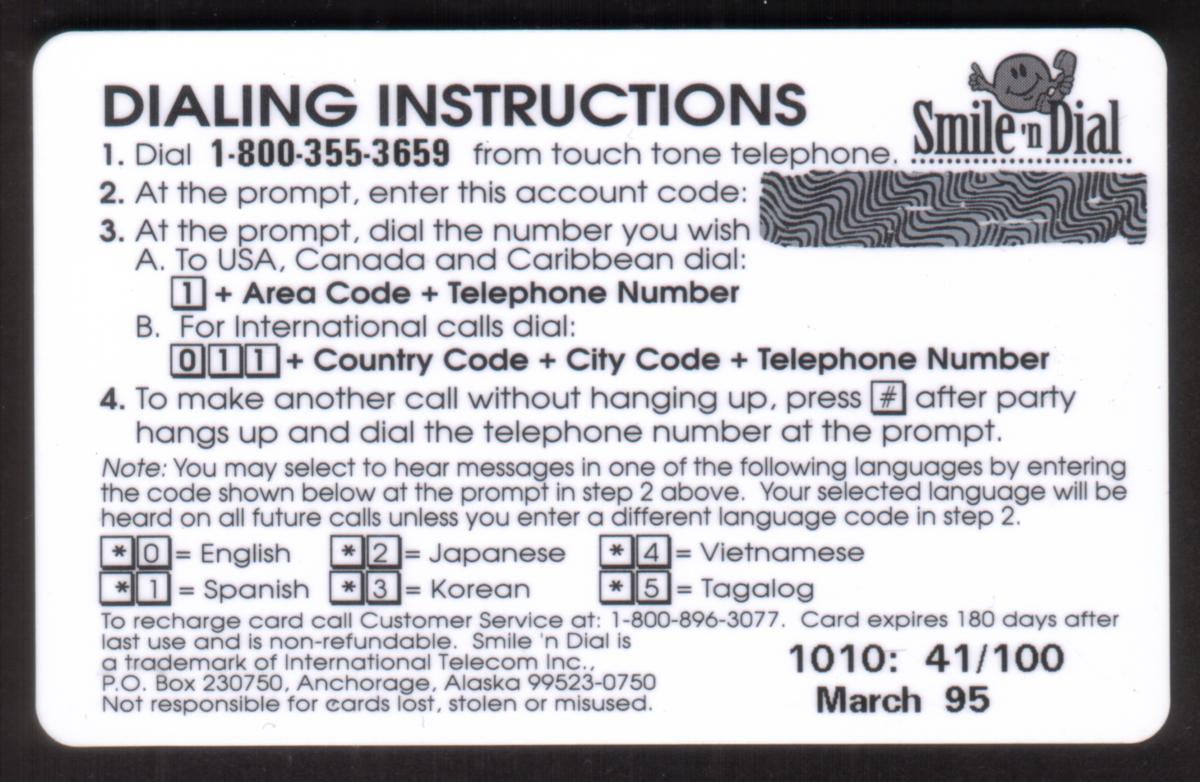 DIALING INSTRUCTIONS
Smile 'n Dial
1. Dial 1-800-355-3659 from touch tone telephone.
2. At the prompt, enter this account code:
3. At the prompt, dial the number you wish
A. To USA, Canada and Caribbean dial:
1 + Area Code + Telephone Number
B. For International calls dial:
0 1 1 + Country Code + City Code + Telephone Number
4. To make another call without hanging up, press # after party
hangs up and dial the telephone number at the prompt.
Note: You may select to hear messages in one of the following languages by entering
the code shown below at the prompt in step 2 above. Your selected language will be
heard on all future calls unless you enter a different language code in step 2.
* 0 = English * 2 = Japanese * 4 = Vietnamese
* 1 = Spanish * 3 = Korean * 5 = Tagalog
To recharge card call Customer Service at: 1-800-896-3077. Card expires 180 days after
last use and is non-refundable. Smile 'n Dial is
a trademark of International Telecom Inc.,
P.O. Box 230750, Anchorage, Alaska 99523-0750
Not responsible for cards lost, stolen or misused.
1010: 41/100
March 95